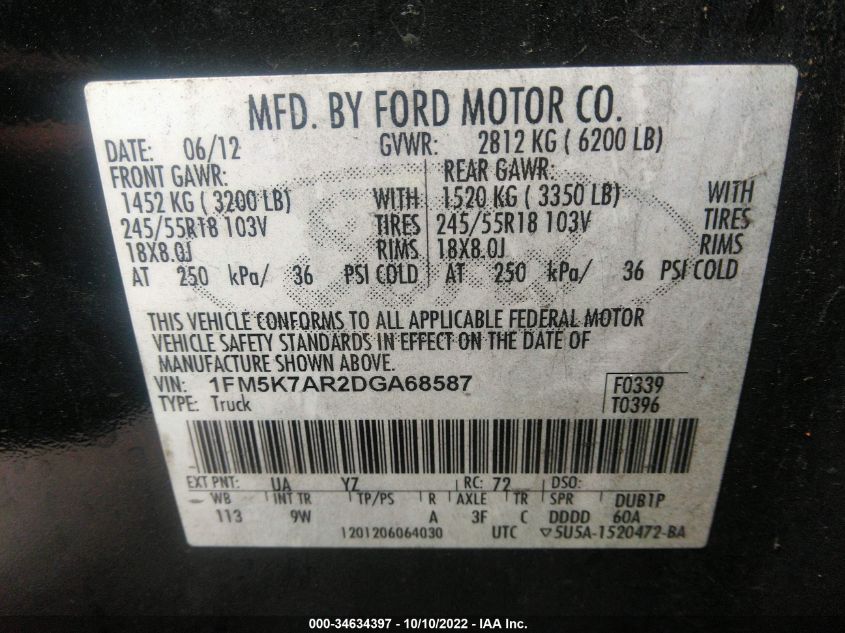 MFD. BY FORD MOTOR CO.
DATE: 06/12 GVWR: 2812 KG ( 6200 LB)
FRONT GAWR: REAR GAWR:
1452 KG ( 3200 LB) WITH 1520 KG ( 3350 LB) WITH
245/55R18 103V TIRES 245/55R18 103V TIRES
18X8.0J RIMS 18X8.0J RIMS
AT 250 kPa/ 36 PSI COLD AT 250 kPa/ 36 PSI COLD
THIS VEHICLE CONFORMS TO ALL APPLICABLE FEDERAL MOTOR
VEHICLE SAFETY STANDARDS IN EFFECT ON THE DATE OF
MANUFACTURE SHOWN ABOVE.
VIN: 1FM5K7AR2DGA68587 F0339
TYPE: Truck T0396
EXT PNT: UA YZ RC: 72 DSO:
WB INT TR TP/PS R AXLE TR SPR DUB1P
113 9W A 3F C DDDD 60A
1201206064030 UTC ▽5U5A-1520472-BA
000-34634397 - 10/10/2022 - IAA Inc.